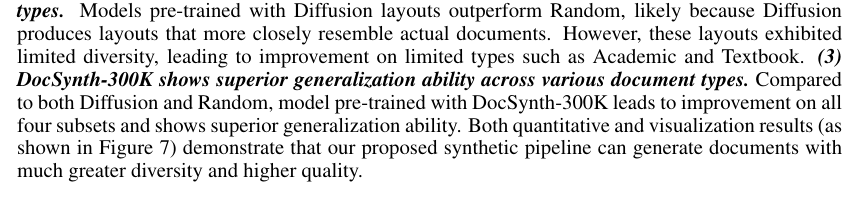 types. Models pre-trained with Diffusion layouts outperform Random, likely because Diffusion
produces layouts that more closely resemble actual documents. However, these layouts exhibited
limited diversity, leading to improvement on limited types such as Academic and Textbook. (3)
DocSynth-300K shows superior generalization ability across various document types. Compared
to both Diffusion and Random, model pre-trained with DocSynth-300K leads to improvement on all
four subsets and shows superior generalization ability. Both quantitative and visualization results (as
shown in Figure 7) demonstrate that our proposed synthetic pipeline can generate documents with
much greater diversity and higher quality.